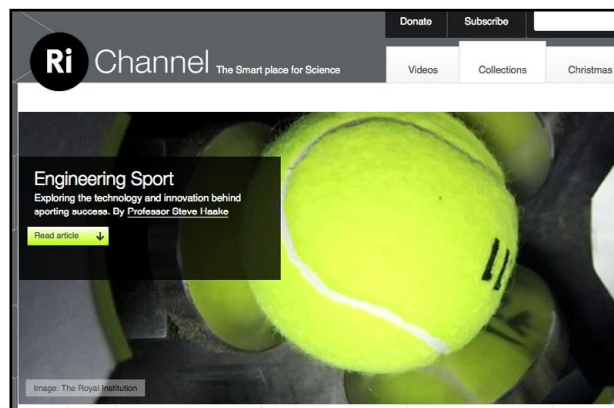 Donate Subscribe
Ri Channel The Smart place for Science
Videos Collections Christmas
Engineering Sport
Exploring the technology and innovation behind
sporting success. By Professor Steve Haake
Read article
Image: The Royal Institution